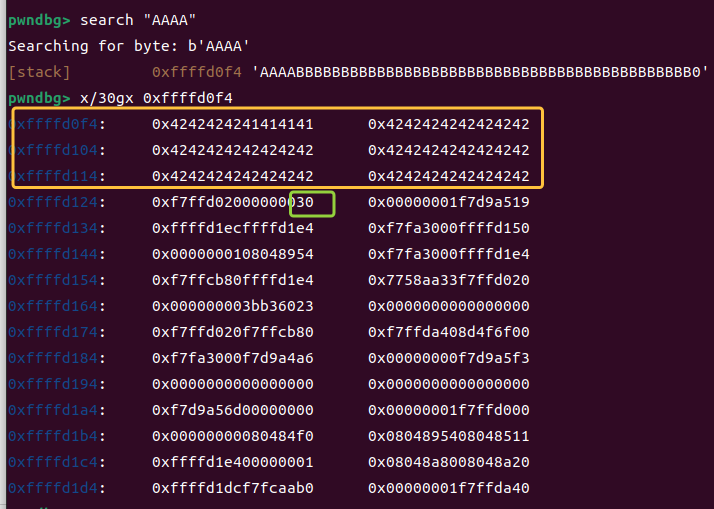 pwndbg> search "AAAA"
Searching for byte: b'AAAA'
[stack] 0xffffd0f4 'AAAABBBBBBBBBBBBBBBBBBBBBBBBBBBBBBBBBBBBBBBBBBBB0'
pwndbg> x/30gx 0xffffd0f4
0xffffd0f4: 0x4242424241414141 0x4242424242424242
0xffffd104: 0x4242424242424242 0x4242424242424242
0xffffd114: 0x4242424242424242 0x4242424242424242
0xffffd124: 0xf7ffd02000000030 0x00000001f7d9a519
0xffffd134: 0xffffd1ecffffd1e4 0xf7fa3000ffffd150
0xffffd144: 0x0000000108048954 0xf7fa3000ffffd1e4
0xffffd154: 0xf7ffcb80ffffd1e4 0x7758aa33f7ffd020
0xffffd164: 0x000000003bb36023 0x0000000000000000
0xffffd174: 0xf7ffd020f7ffcb80 0xf7ffda408d4f6f00
0xffffd184: 0xf7fa3000f7d9a4a6 0x00000000f7d9a5f3
0xffffd194: 0x0000000000000000 0x0000000000000000
0xffffd1a4: 0xf7d9a56d00000000 0x00000001f7ffd000
0xffffd1b4: 0x00000000080484f0 0x0804895408048511
0xffffd1c4: 0xffffd1e400000001 0x08048a8008048a20
0xffffd1d4: 0xffffd1dcf7fcaab0 0x00000001f7ffda40